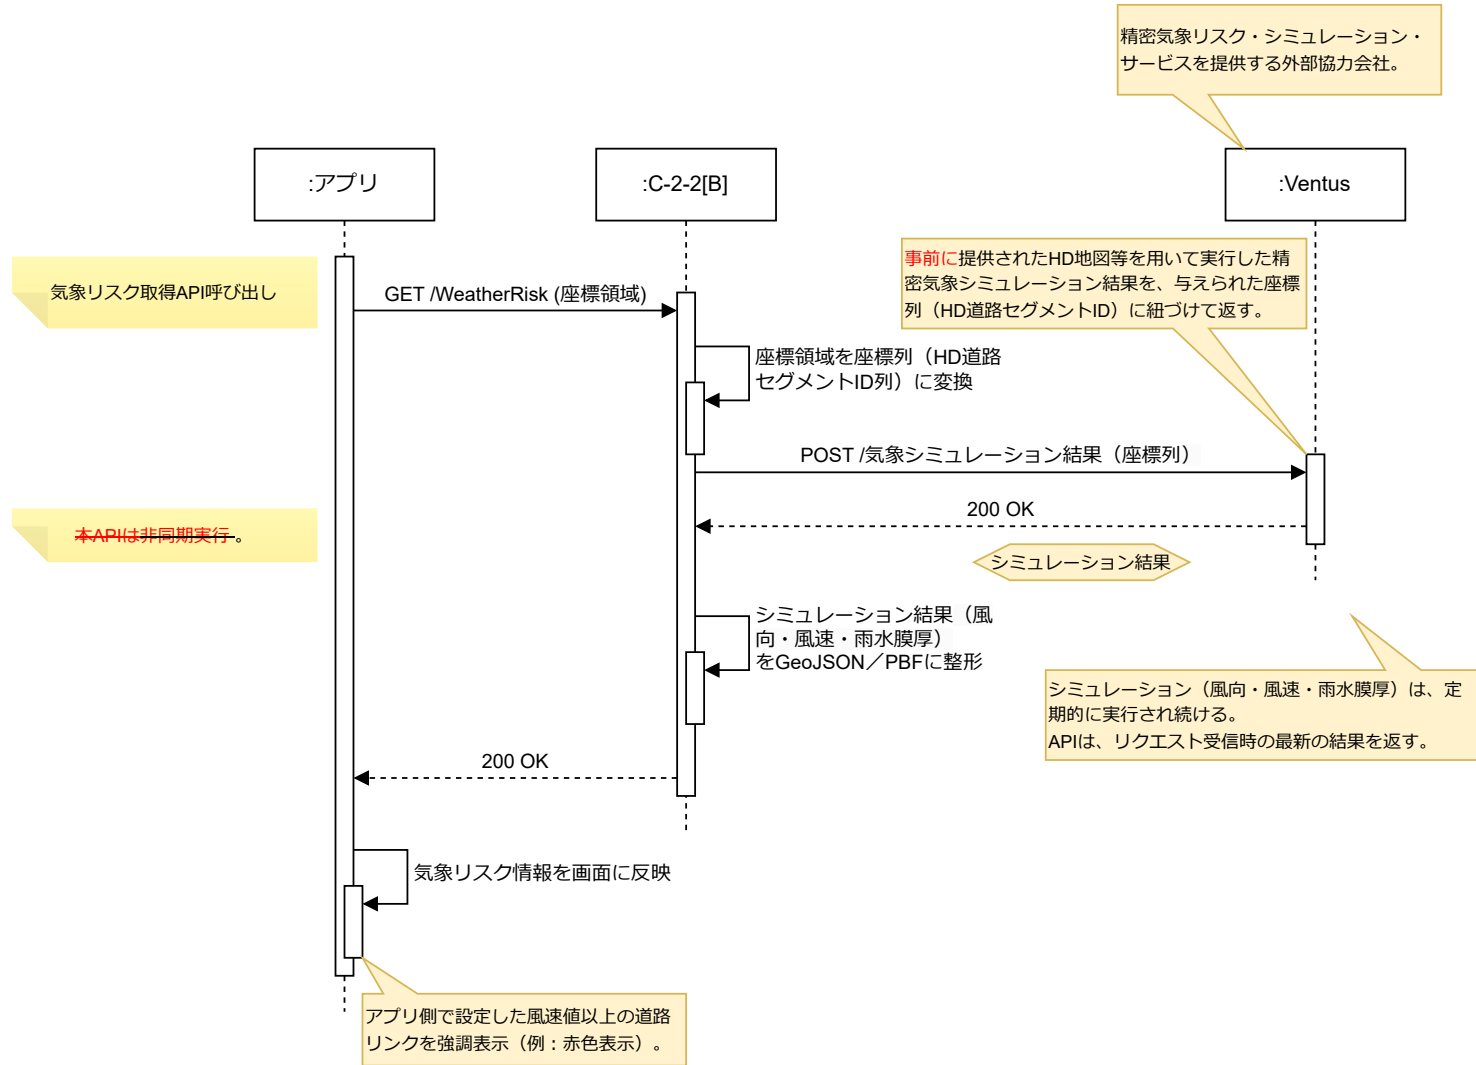 精密気象リスク・シミュレーション・
サービスを提供する外部協力会社。
:アプリ
:C-2-2[B]
:Ventus
気象リスク取得API呼び出し
GET /WeatherRisk (座標領域)
事前に提供されたHD地図等を用いて実行した精
密気象シミュレーション結果を、与えられた座標
列（HD道路セグメントID）に紐づけて返す。
座標領域を座標列（HD道路
セグメントID列）に変換
POST /気象シミュレーション結果（座標列）
200 OK
本APIは非同期実行 。
シミュレーション結果
シミュレーション結果（風
向・風速・雨水膜厚）
をGeoJSON／PBFに整形
シミュレーション（風向・風速・雨水膜厚）は、定
期的に実行され続ける。
APIは、リクエスト受信時の最新の結果を返す。
200 OK
気象リスク情報を画面に反映
アプリ側で設定した風速値以上の道路
リンクを強調表示（例：赤色表示）。